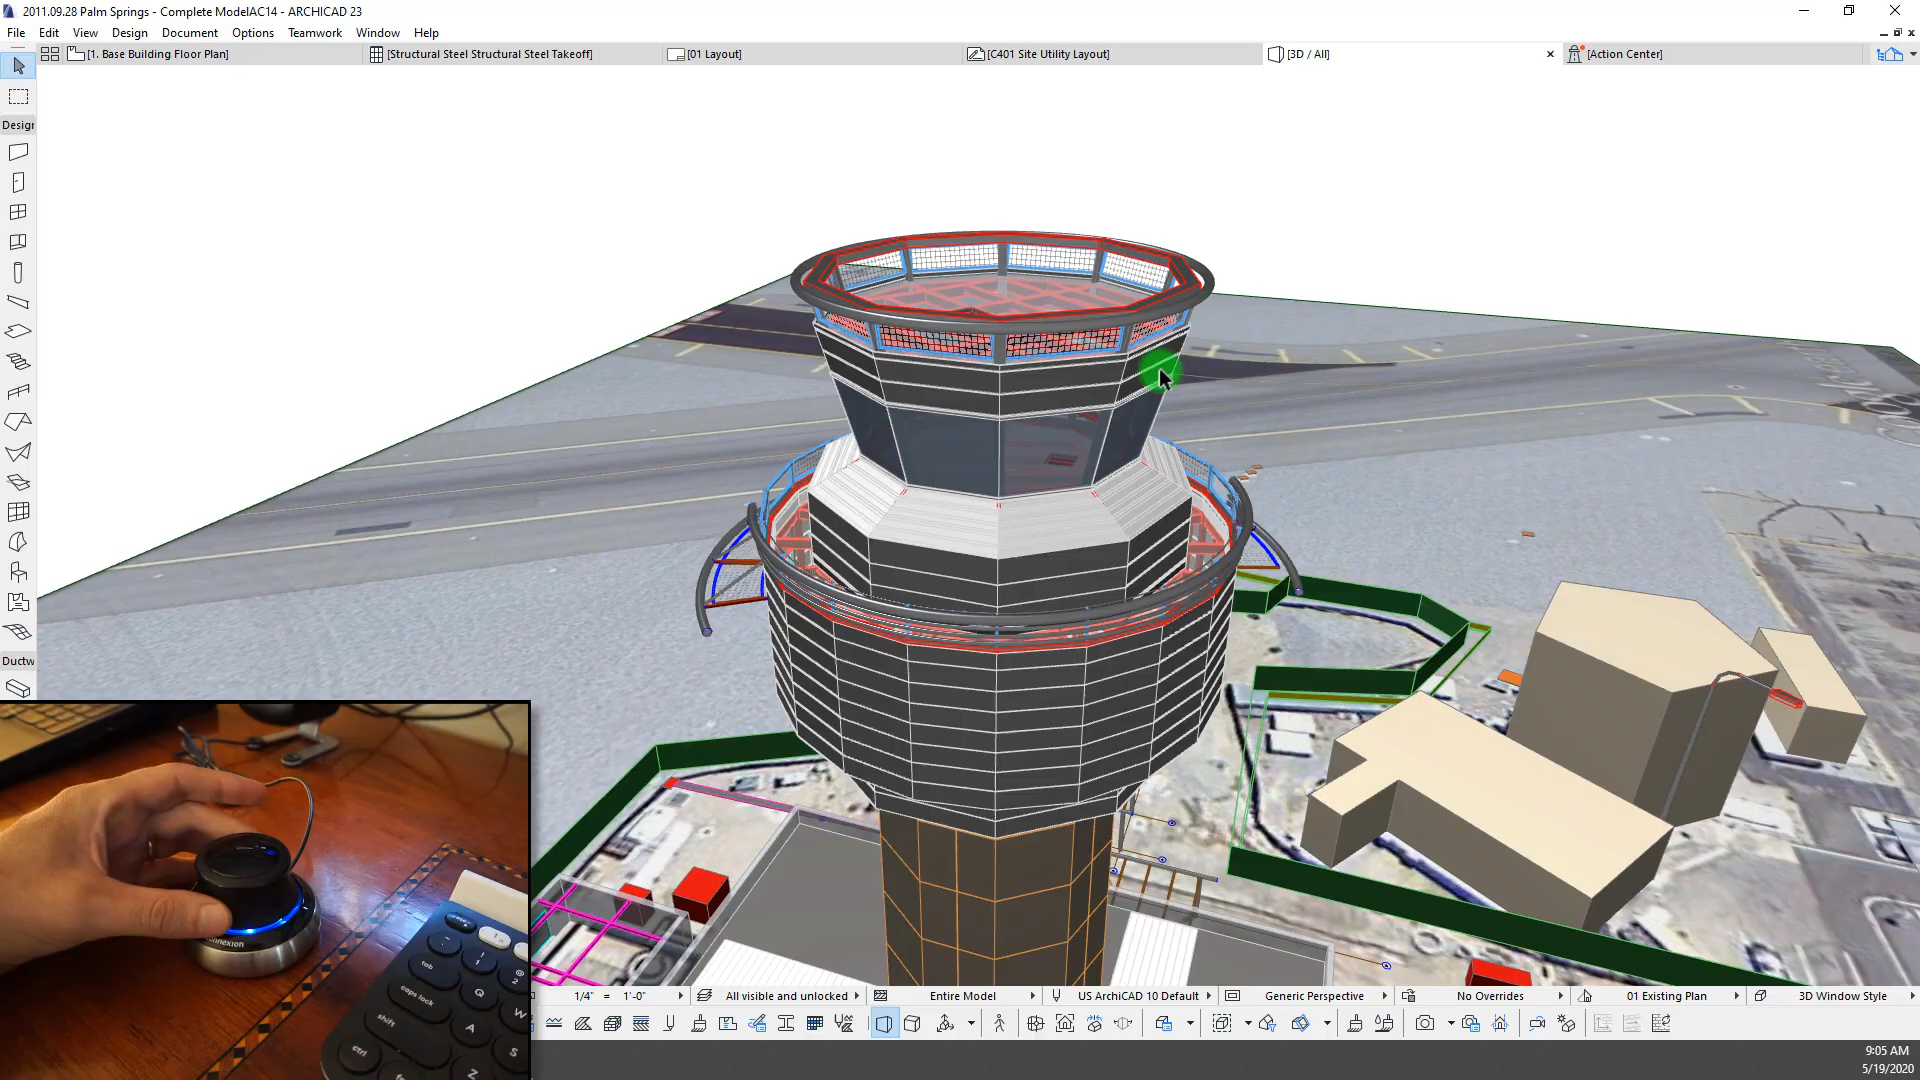 2011.09.28 Palm Springs - Complete ModelAC14 - ARCHICAD 23
File Edit View Design Document Options Teamwork Window Help
[1. Base Building Floor Plan] [Structural Steel Structural Steel Takeoff] [01 Layout] [C401 Site Utility Layout] [3D / All] [Action Center]
Design
Ductw
tab
caps lock
shift
ctrl
Q
W
A
S
Z
1/4" = 1'-0" All visible and unlocked Entire Model US ArchiCAD 10 Default Generic Perspective No Overrides 01 Existing Plan 3D Window Style
9:05 AM
5/19/2020